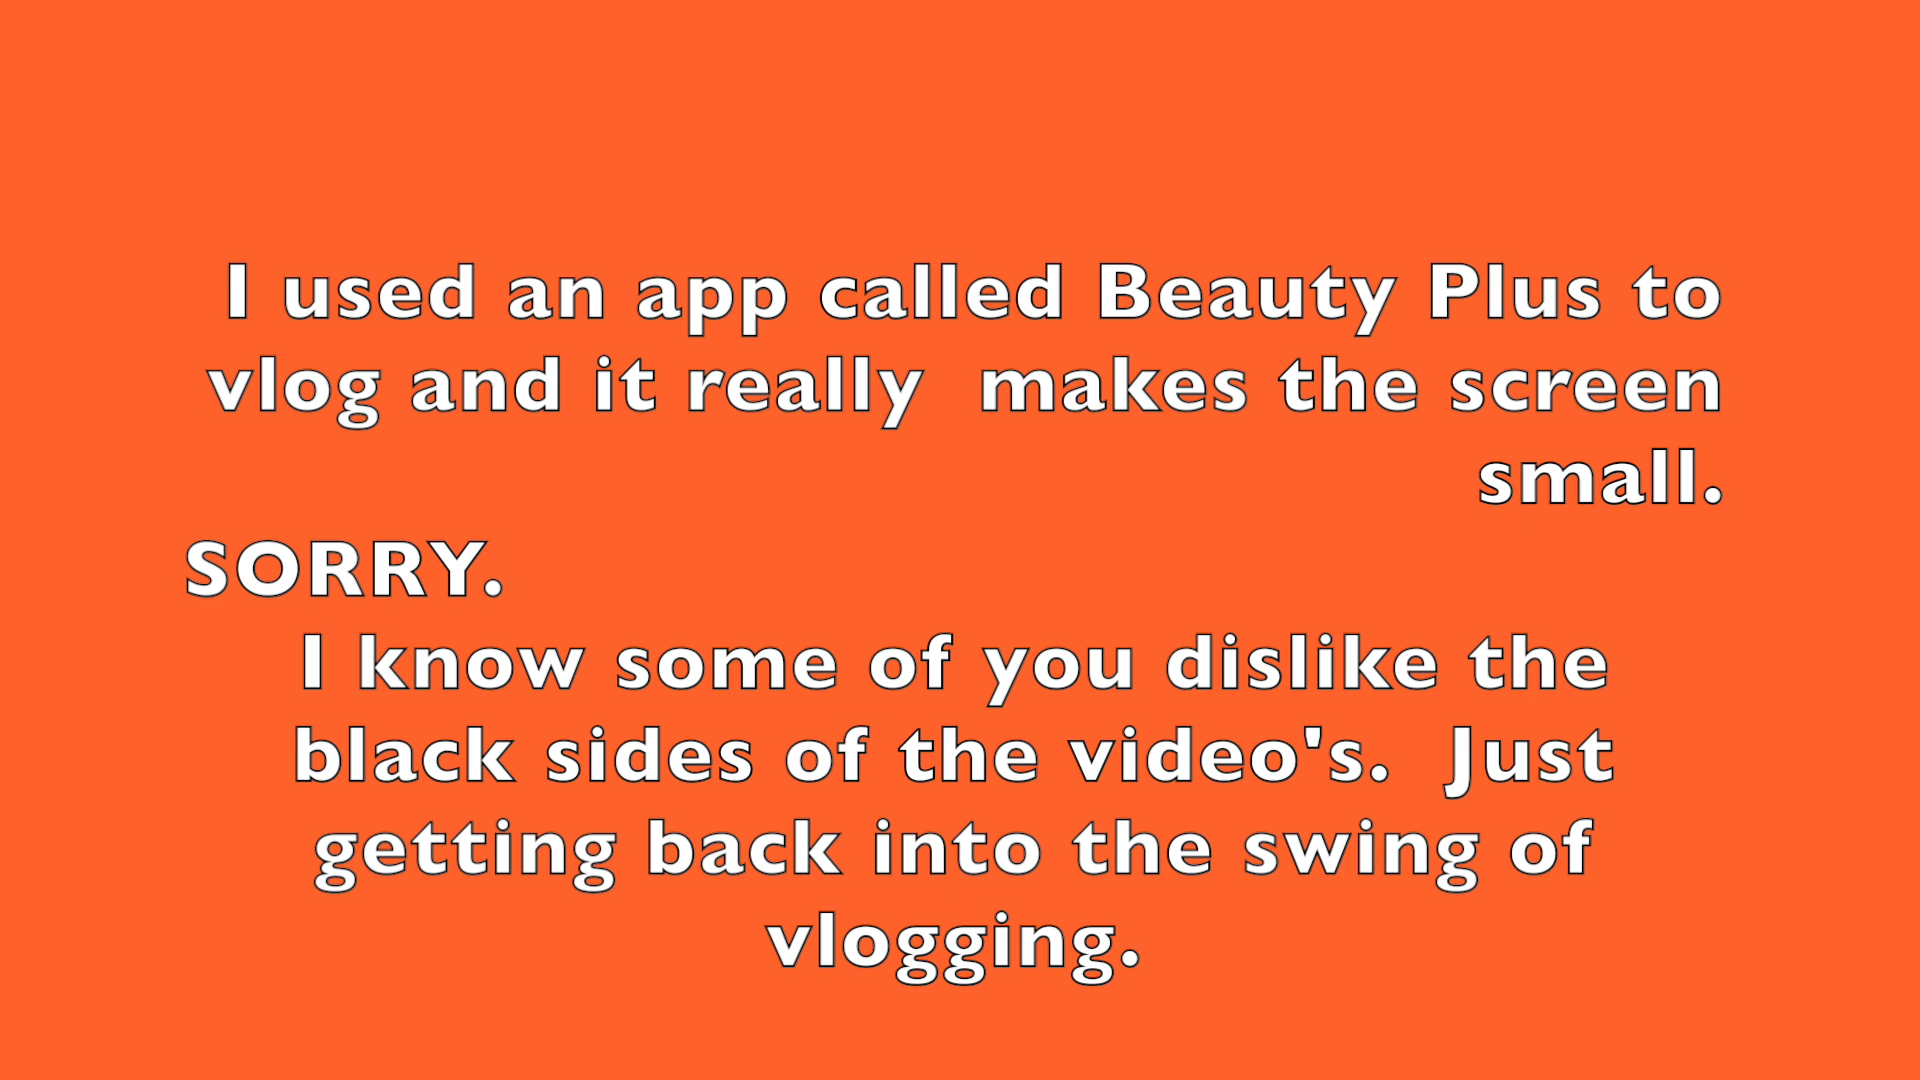 I used an app called Beauty Plus to
vlog and it really  makes the screen
small.
SORRY.
I know some of you dislike the
black sides of the video's.  Just
getting back into the swing of
vlogging.